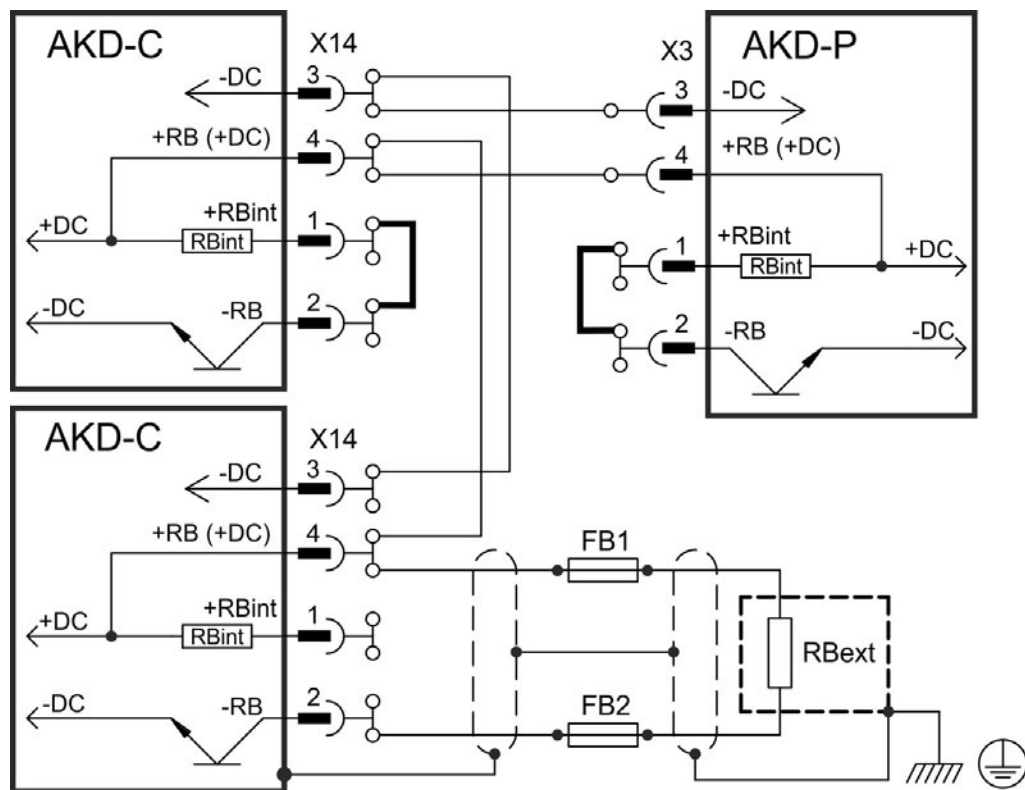 AKD-C
X14
-DC
3
+RB (+DC)
4
+DC
+RBint
RBint
1
-DC
-RB
2
X3
AKD-P
3
-DC
4
+RB (+DC)
1
+RBint
RBint
+DC
2
-RB
-DC
AKD-C
X14
-DC
3
+RB (+DC)
4
+DC
+RBint
RBint
1
-DC
-RB
2
FB1
RBext
FB2